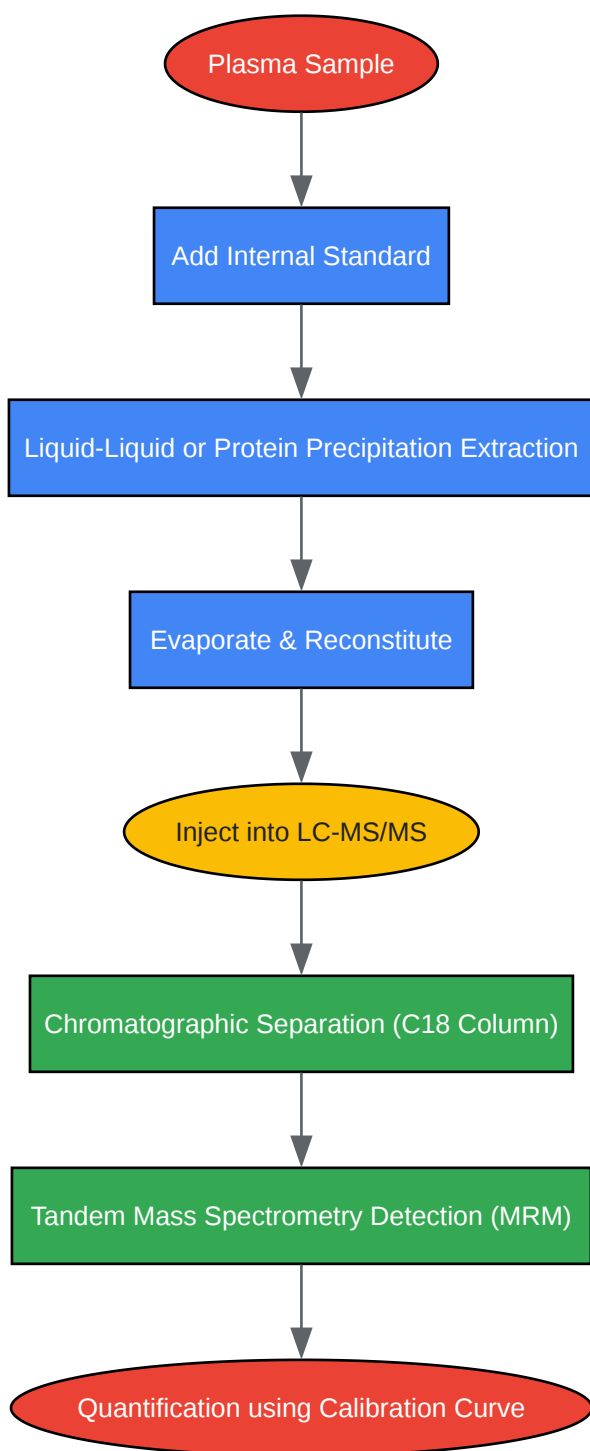 Plasma Sample
Add Internal Standard
Liquid-Liquid or Protein Precipitation Extraction
Evaporate & Reconstitute
Inject into LC-MS/MS
Chromatographic Separation (C18 Column)
Tandem Mass Spectrometry Detection (MRM)
Quantification using Calibration Curve